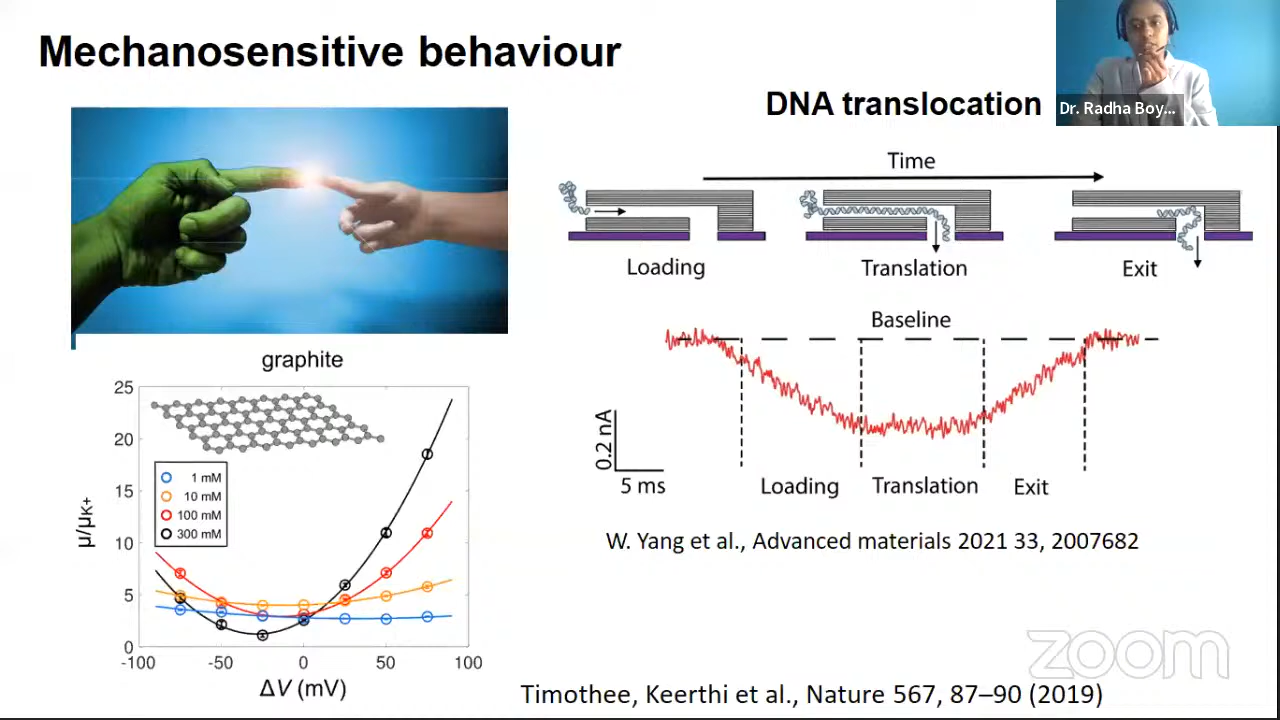 Mechanosensitive behaviour
Dr. Radha Boy...
DNA translocation
Time
Loading
Translation
Exit
Baseline
0.2 nA
5 ms
Loading
Translation
Exit
W. Yang et al., Advanced materials 2021 33, 2007682
graphite
25
20
15
10
5
0
μ/μK+
1 mM
10 mM
100 mM
300 mM
-100
-50
0
50
100
ΔV (mV)
zoom
Timothee, Keerthi et al., Nature 567, 87–90 (2019)